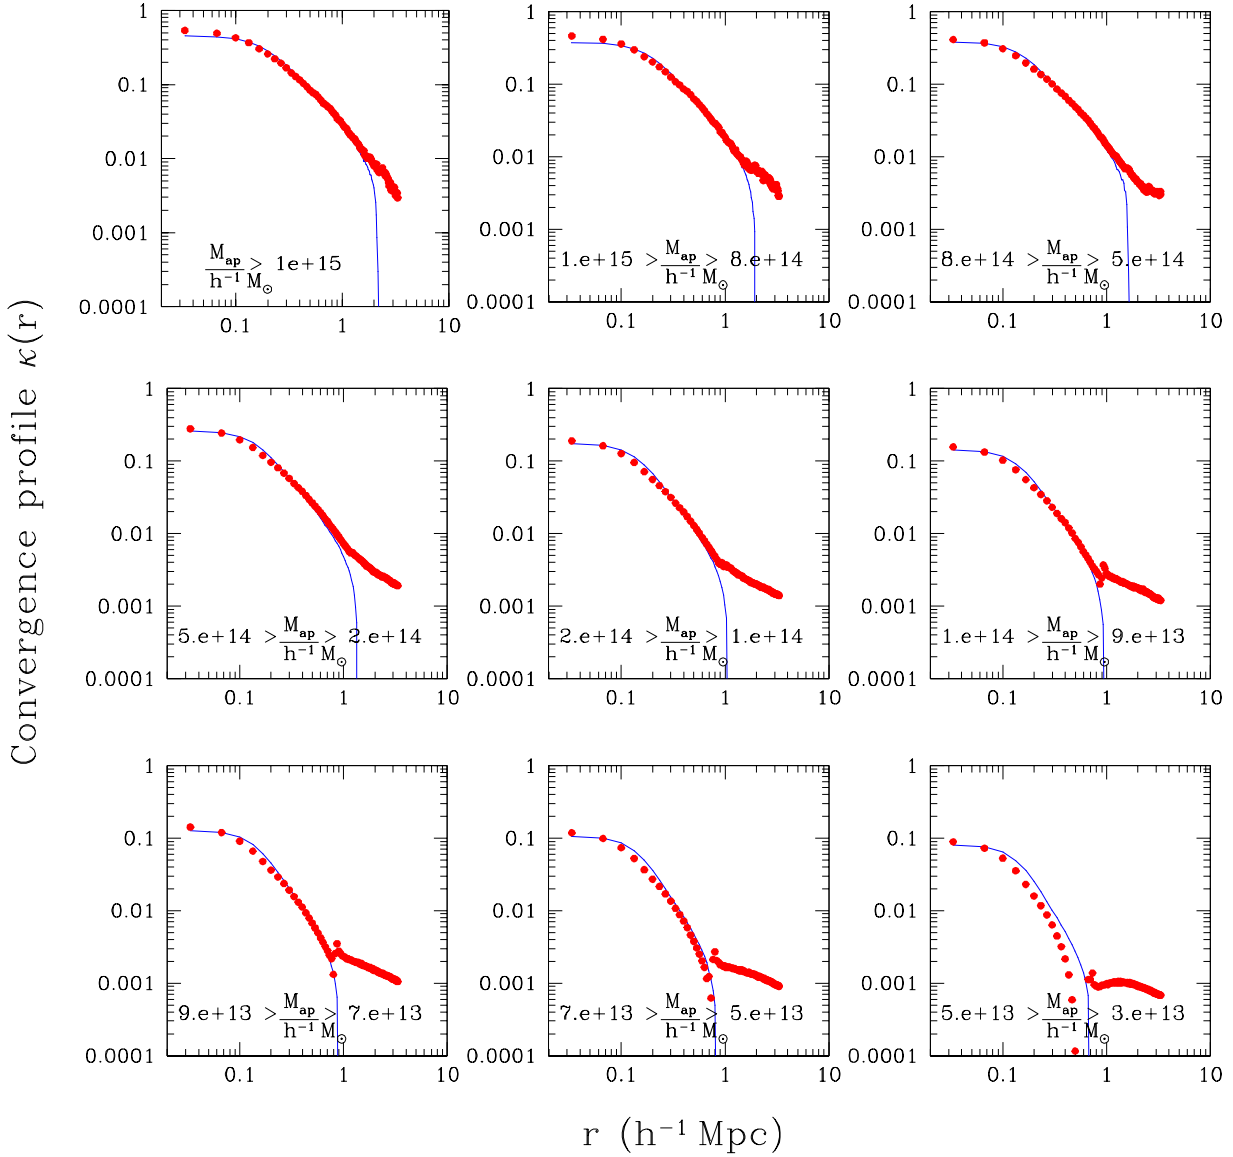 Convergence profile κ(r)
1
0.1
0.01
0.001
0.0001
0.1 1 10
M_ap / h⁻¹ M⊙ > 1e+15
1
0.1
0.01
0.001
0.0001
0.1 1 10
1.e+15 > M_ap / h⁻¹ M⊙ > 8.e+14
1
0.1
0.01
0.001
0.0001
0.1 1 10
8.e+14 > M_ap / h⁻¹ M⊙ > 5.e+14
1
0.1
0.01
0.001
0.0001
0.1 1 10
5.e+14 > M_ap / h⁻¹ M⊙ > 2.e+14
1
0.1
0.01
0.001
0.0001
0.1 1 10
2.e+14 > M_ap / h⁻¹ M⊙ > 1.e+14
1
0.1
0.01
0.001
0.0001
0.1 1 10
1.e+14 > M_ap / h⁻¹ M⊙ > 9.e+13
1
0.1
0.01
0.001
0.0001
0.1 1 10
9.e+13 > M_ap / h⁻¹ M⊙ > 7.e+13
1
0.1
0.01
0.001
0.0001
0.1 1 10
7.e+13 > M_ap / h⁻¹ M⊙ > 5.e+13
1
0.1
0.01
0.001
0.0001
0.1 1 10
5.e+13 > M_ap / h⁻¹ M⊙ > 3.e+13
r (h⁻¹ Mpc)